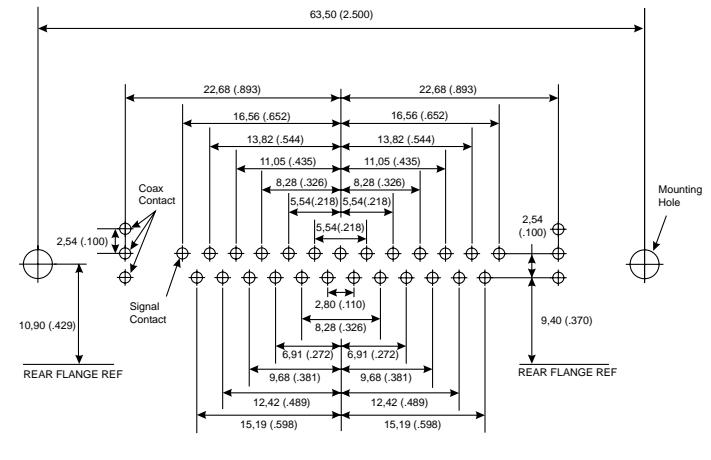 63,50 (2.500)
22,68 (.893) 22,68 (.893)
16,56 (.652) 16,56 (.652)
13,82 (.544) 13,82 (.544)
11,05 (.435) 11,05 (.435)
8,28 (.326) 8,28 (.326)
5,54(.218) 5,54(.218)
5,54(.218)
Coax
Contact
Mounting
Hole
2,54 (.100)
2,54
(.100)
Signal
Contact
2,80 (.110)
10,90 (.429)
8,28 (.326)
9,40 (.370)
6,91 (.272) 6,91 (.272)
REAR FLANGE REF
REAR FLANGE REF
9,68 (.381) 9,68 (.381)
12,42 (.489) 12,42 (.489)
15,19 (.598) 15,19 (.598)